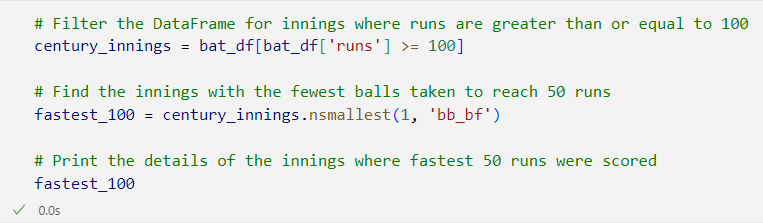 # Filter the DataFrame for innings where runs are greater than or equal to 100
century_innings = bat_df[bat_df['runs'] >= 100]
# Find the innings with the fewest balls taken to reach 50 runs
fastest_100 = century_innings.nsmallest(1, 'bb_bf')
# Print the details of the innings where fastest 50 runs were scored
fastest_100
✓ 0.0s